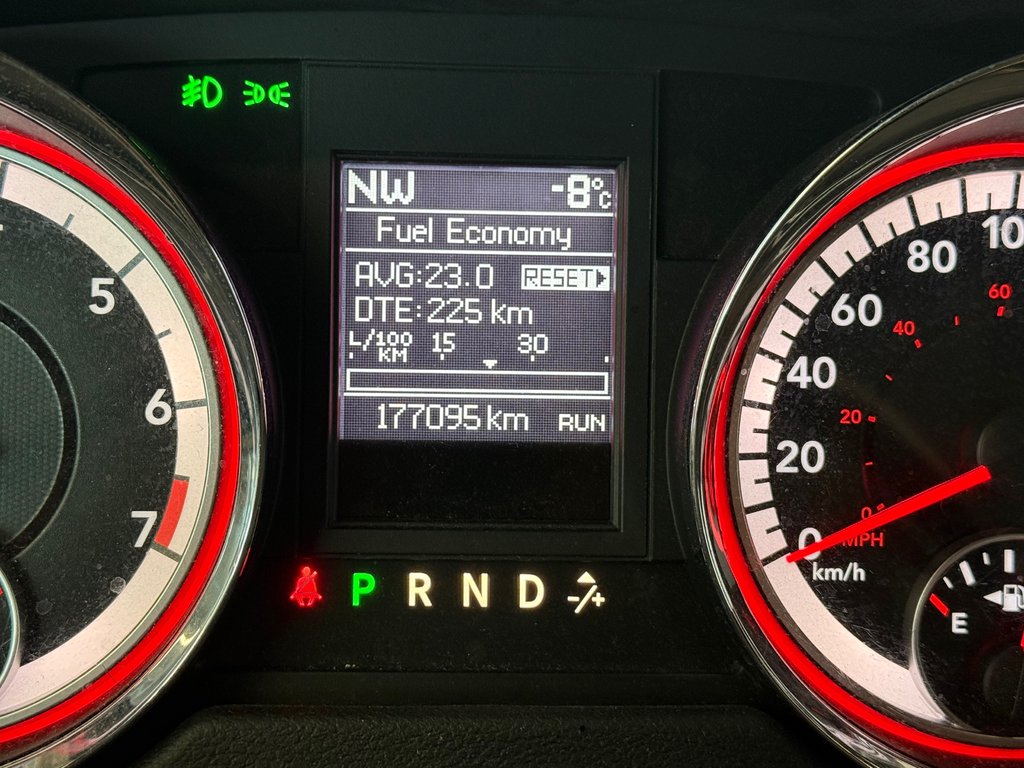 NW -8°C
Fuel Economy
AVG:23.0 RESET
DTE:225 km
L/100 KM 15 30
177095 km RUN
P R N D -/+
5
6
7
100
80
60
40
20
0
km/h
60
40
20
0
MPH
E